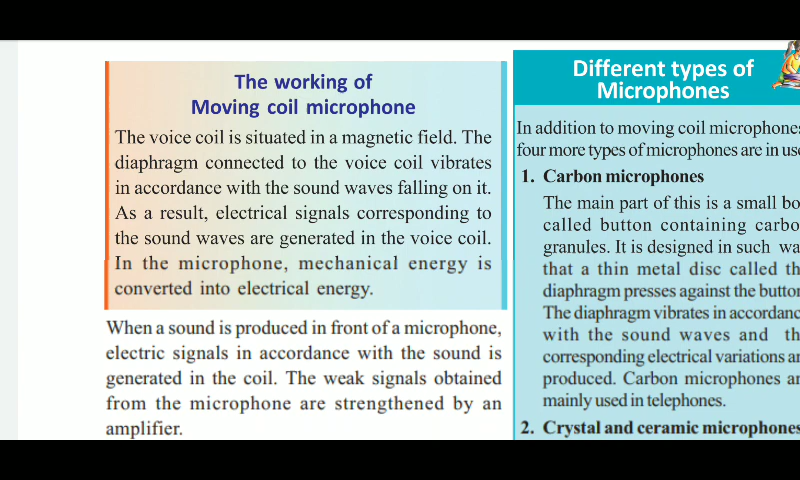 The working of
Moving coil microphone
The voice coil is situated in a magnetic field. The
diaphragm connected to the voice coil vibrates
in accordance with the sound waves falling on it.
As a result, electrical signals corresponding to
the sound waves are generated in the voice coil.
In the microphone, mechanical energy is
converted into electrical energy.
When a sound is produced in front of a microphone,
electric signals in accordance with the sound is
generated in the coil. The weak signals obtained
from the microphone are strengthened by an
amplifier.
Different types of
Microphones
In addition to moving coil microphones
four more types of microphones are in use
1. Carbon microphones
The main part of this is a small bo
called button containing carbo
granules. It is designed in such wa
that a thin metal disc called th
diaphragm presses against the button
The diaphragm vibrates in accordanc
with the sound waves and th
corresponding electrical variations ar
produced. Carbon microphones ar
mainly used in telephones.
2. Crystal and ceramic microphones